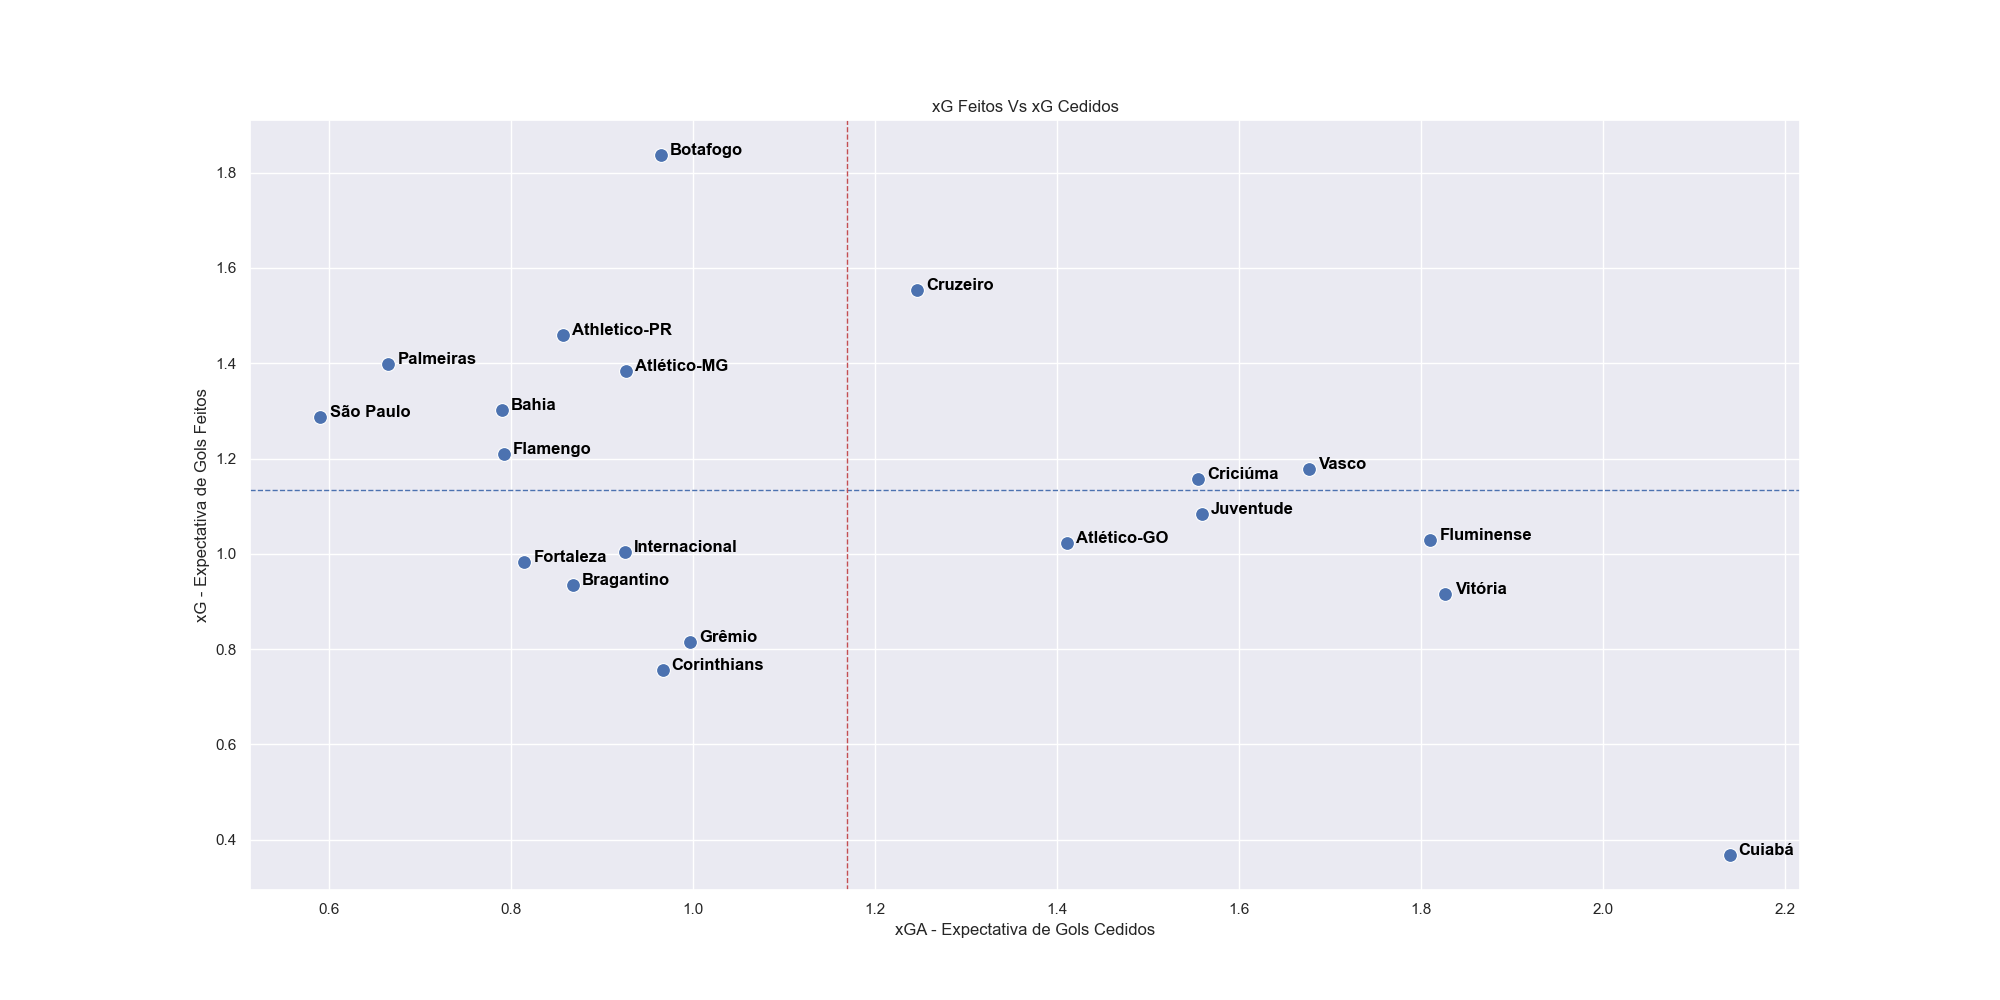 xG Feitos Vs xG Cedidos
Botafogo
1.8
Cruzeiro
1.6
Athletico-PR
Palmeiras
Atlético-MG
1.4
São Paulo
Bahia
Flamengo
1.2
Vasco
Criciúma
Juventude
Atlético-GO
Fluminense
Internacional
Fortaleza
1.0
Bragantino
Vitória
Grêmio
0.8
Corinthians
0.6
0.4
Cuiabá
xG - Expectativa de Gols Feitos
0.6 0.8 1.0 1.2 1.4 1.6 1.8 2.0 2.2
xGA - Expectativa de Gols Cedidos